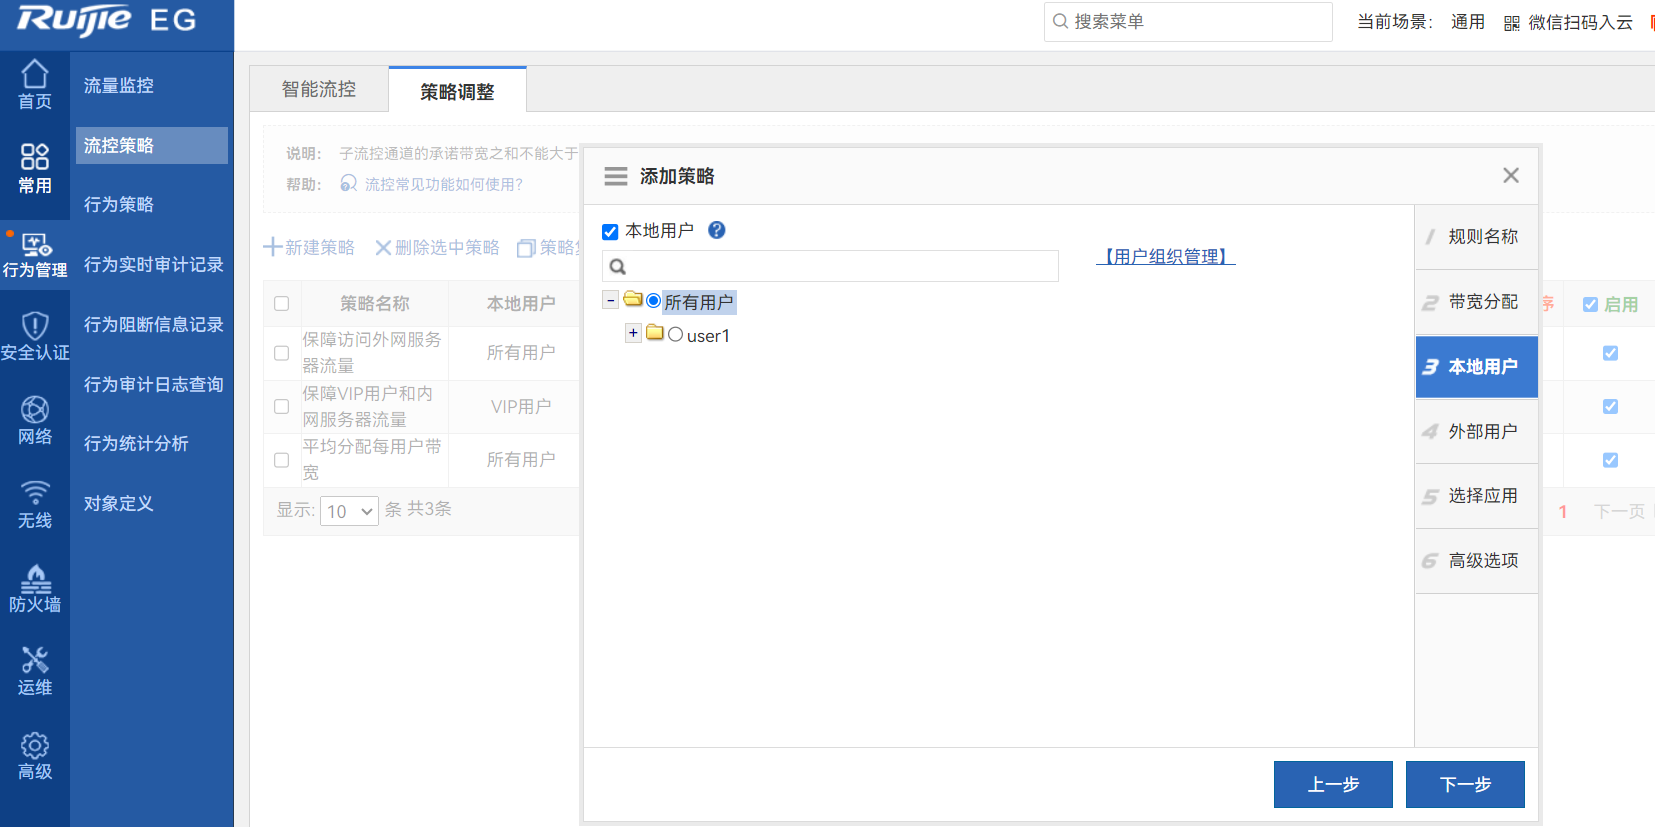 RUIJIE EG
搜索菜单
当前场景： 通用 微信扫码入云
首页
常用
行为管理
安全认证
网络
无线
防火墙
运维
高级
流量监控
流控策略
行为策略
行为实时审计记录
行为阻断信息记录
行为审计日志查询
行为统计分析
对象定义
智能流控 策略调整
说明： 子流控通道的承诺带宽之和不能大于
帮助： 流控常见功能如何使用？
新建策略 删除选中策略
策略名称 本地用户 序 启用
保障访问外网服务
器流量 所有用户
保障VIP用户和内
网服务器流量 VIP用户
平均分配每用户带
宽 所有用户
显示: 10 条 共3条 1 下一页
添加策略
本地用户
【用户组织管理】
所有用户
user1
1 规则名称
2 带宽分配
3 本地用户
4 外部用户
5 选择应用
6 高级选项
上一步 下一步